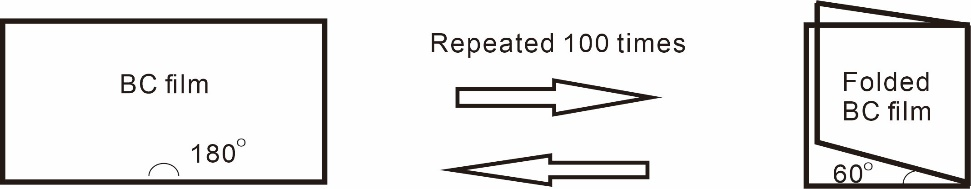 BC film
180°
Repeated 100 times
Folded
BC film
60°